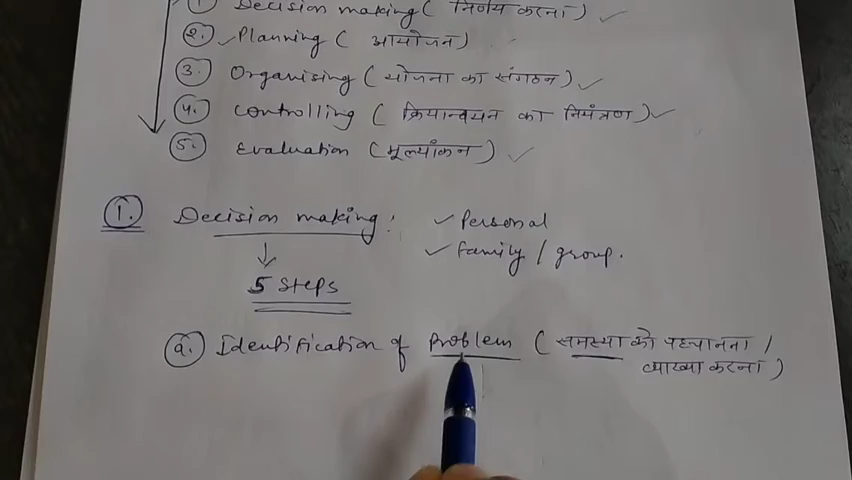 1. Decision making ( निर्णय करना )
2. Planning ( आयोजन )
3. Organising ( योजना का संगठन )
4. Controlling ( क्रियान्वयन का नियंत्रण )
5. Evaluation ( मूल्यांकन )
1. Decision making : Personal
Family / group.
5 Steps
a. Identification of Problem ( समस्या को पहचानना /
व्याख्या करना )